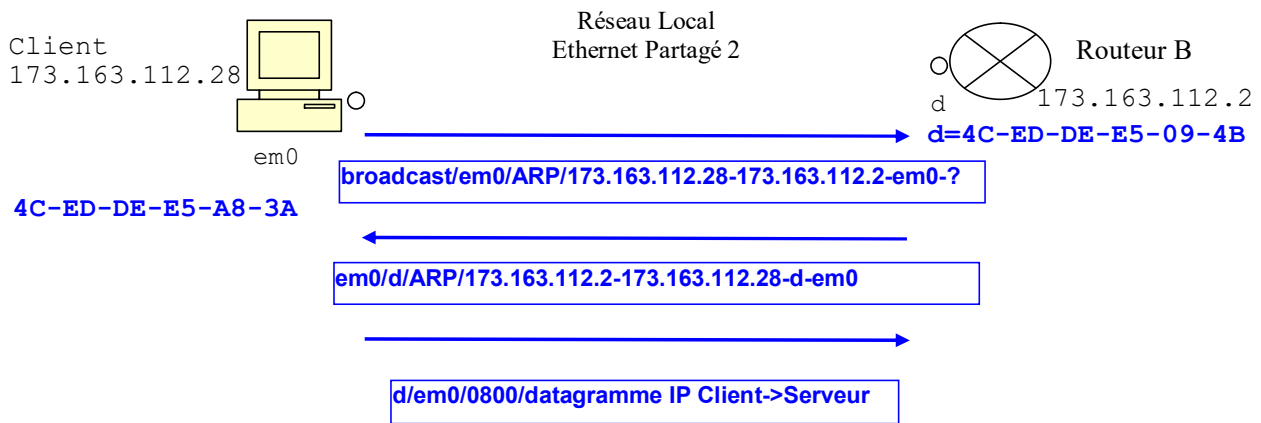 Réseau Local
Ethernet Partagé 2
Client
173.163.112.28
Routeur B
d
173.163.112.2
d=4C-ED-DE-E5-09-4B
em0
broadcast/em0/ARP/173.163.112.28-173.163.112.2-em0-?
4C-ED-DE-E5-A8-3A
em0/d/ARP/173.163.112.2-173.163.112.28-d-em0
d/em0/0800/datagramme IP Client->Serveur